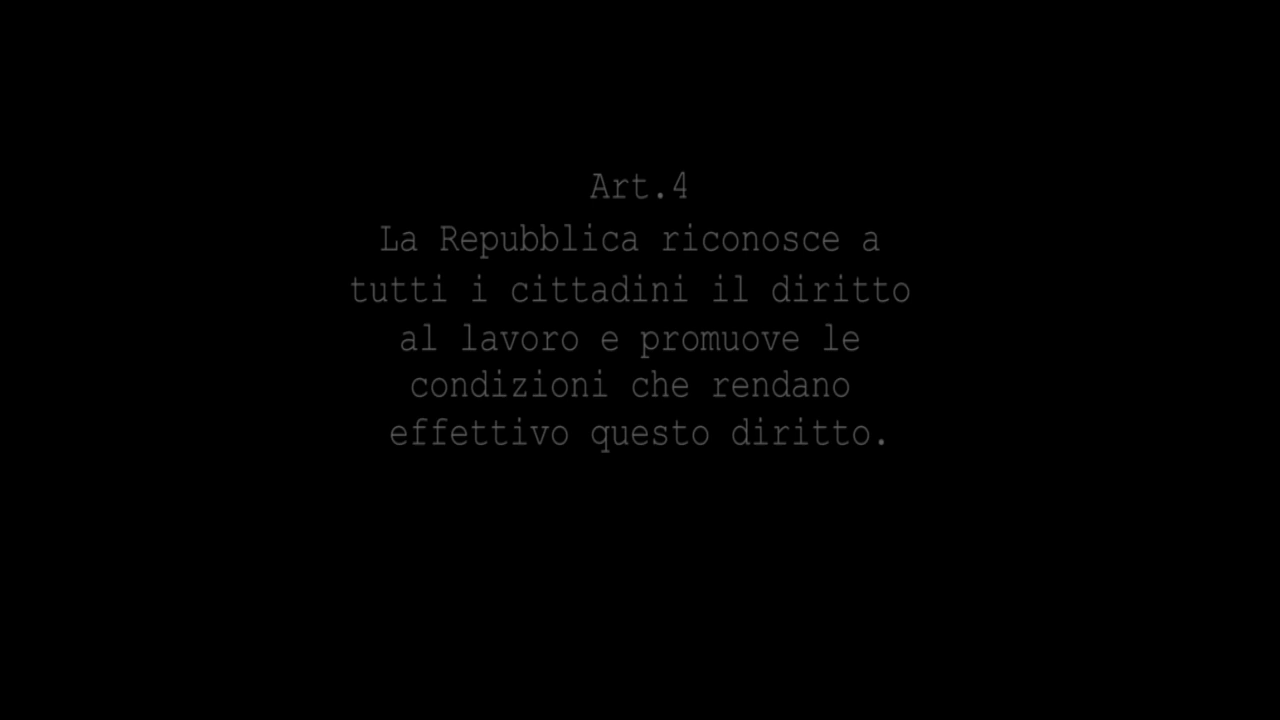 Art.4
La Repubblica riconosce a
tutti i cittadini il diritto
al lavoro e promuove le
condizioni che rendano
effettivo questo diritto.